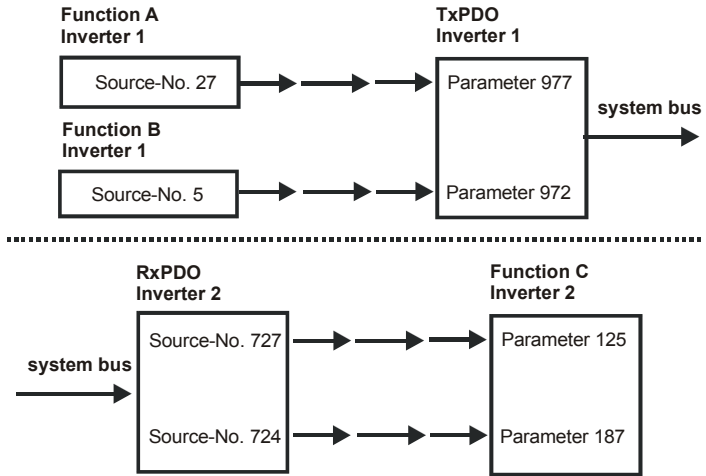 Function A
Inverter 1
TxPDO
Inverter 1
Source-No. 27
Parameter 977
system bus
Function B
Inverter 1
Source-No. 5
Parameter 972
RxPDO
Inverter 2
Function C
Inverter 2
Source-No. 727
Parameter 125
system bus
Source-No. 724
Parameter 187